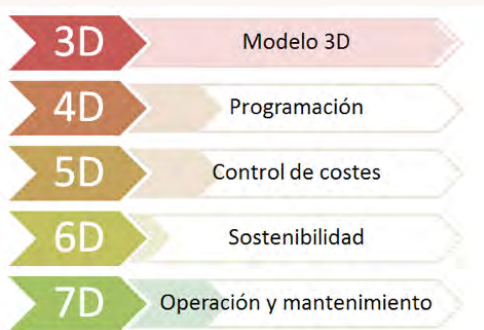 3D Modelo 3D
4D Programación
5D Control de costes
6D Sostenibilidad
7D Operación y mantenimiento